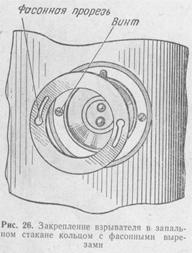 Фасонная прорезь
Винт
Рис. 26. Закрепление взрывателя в запаль-
ном стакане кольцом с фасонными выре-
зами